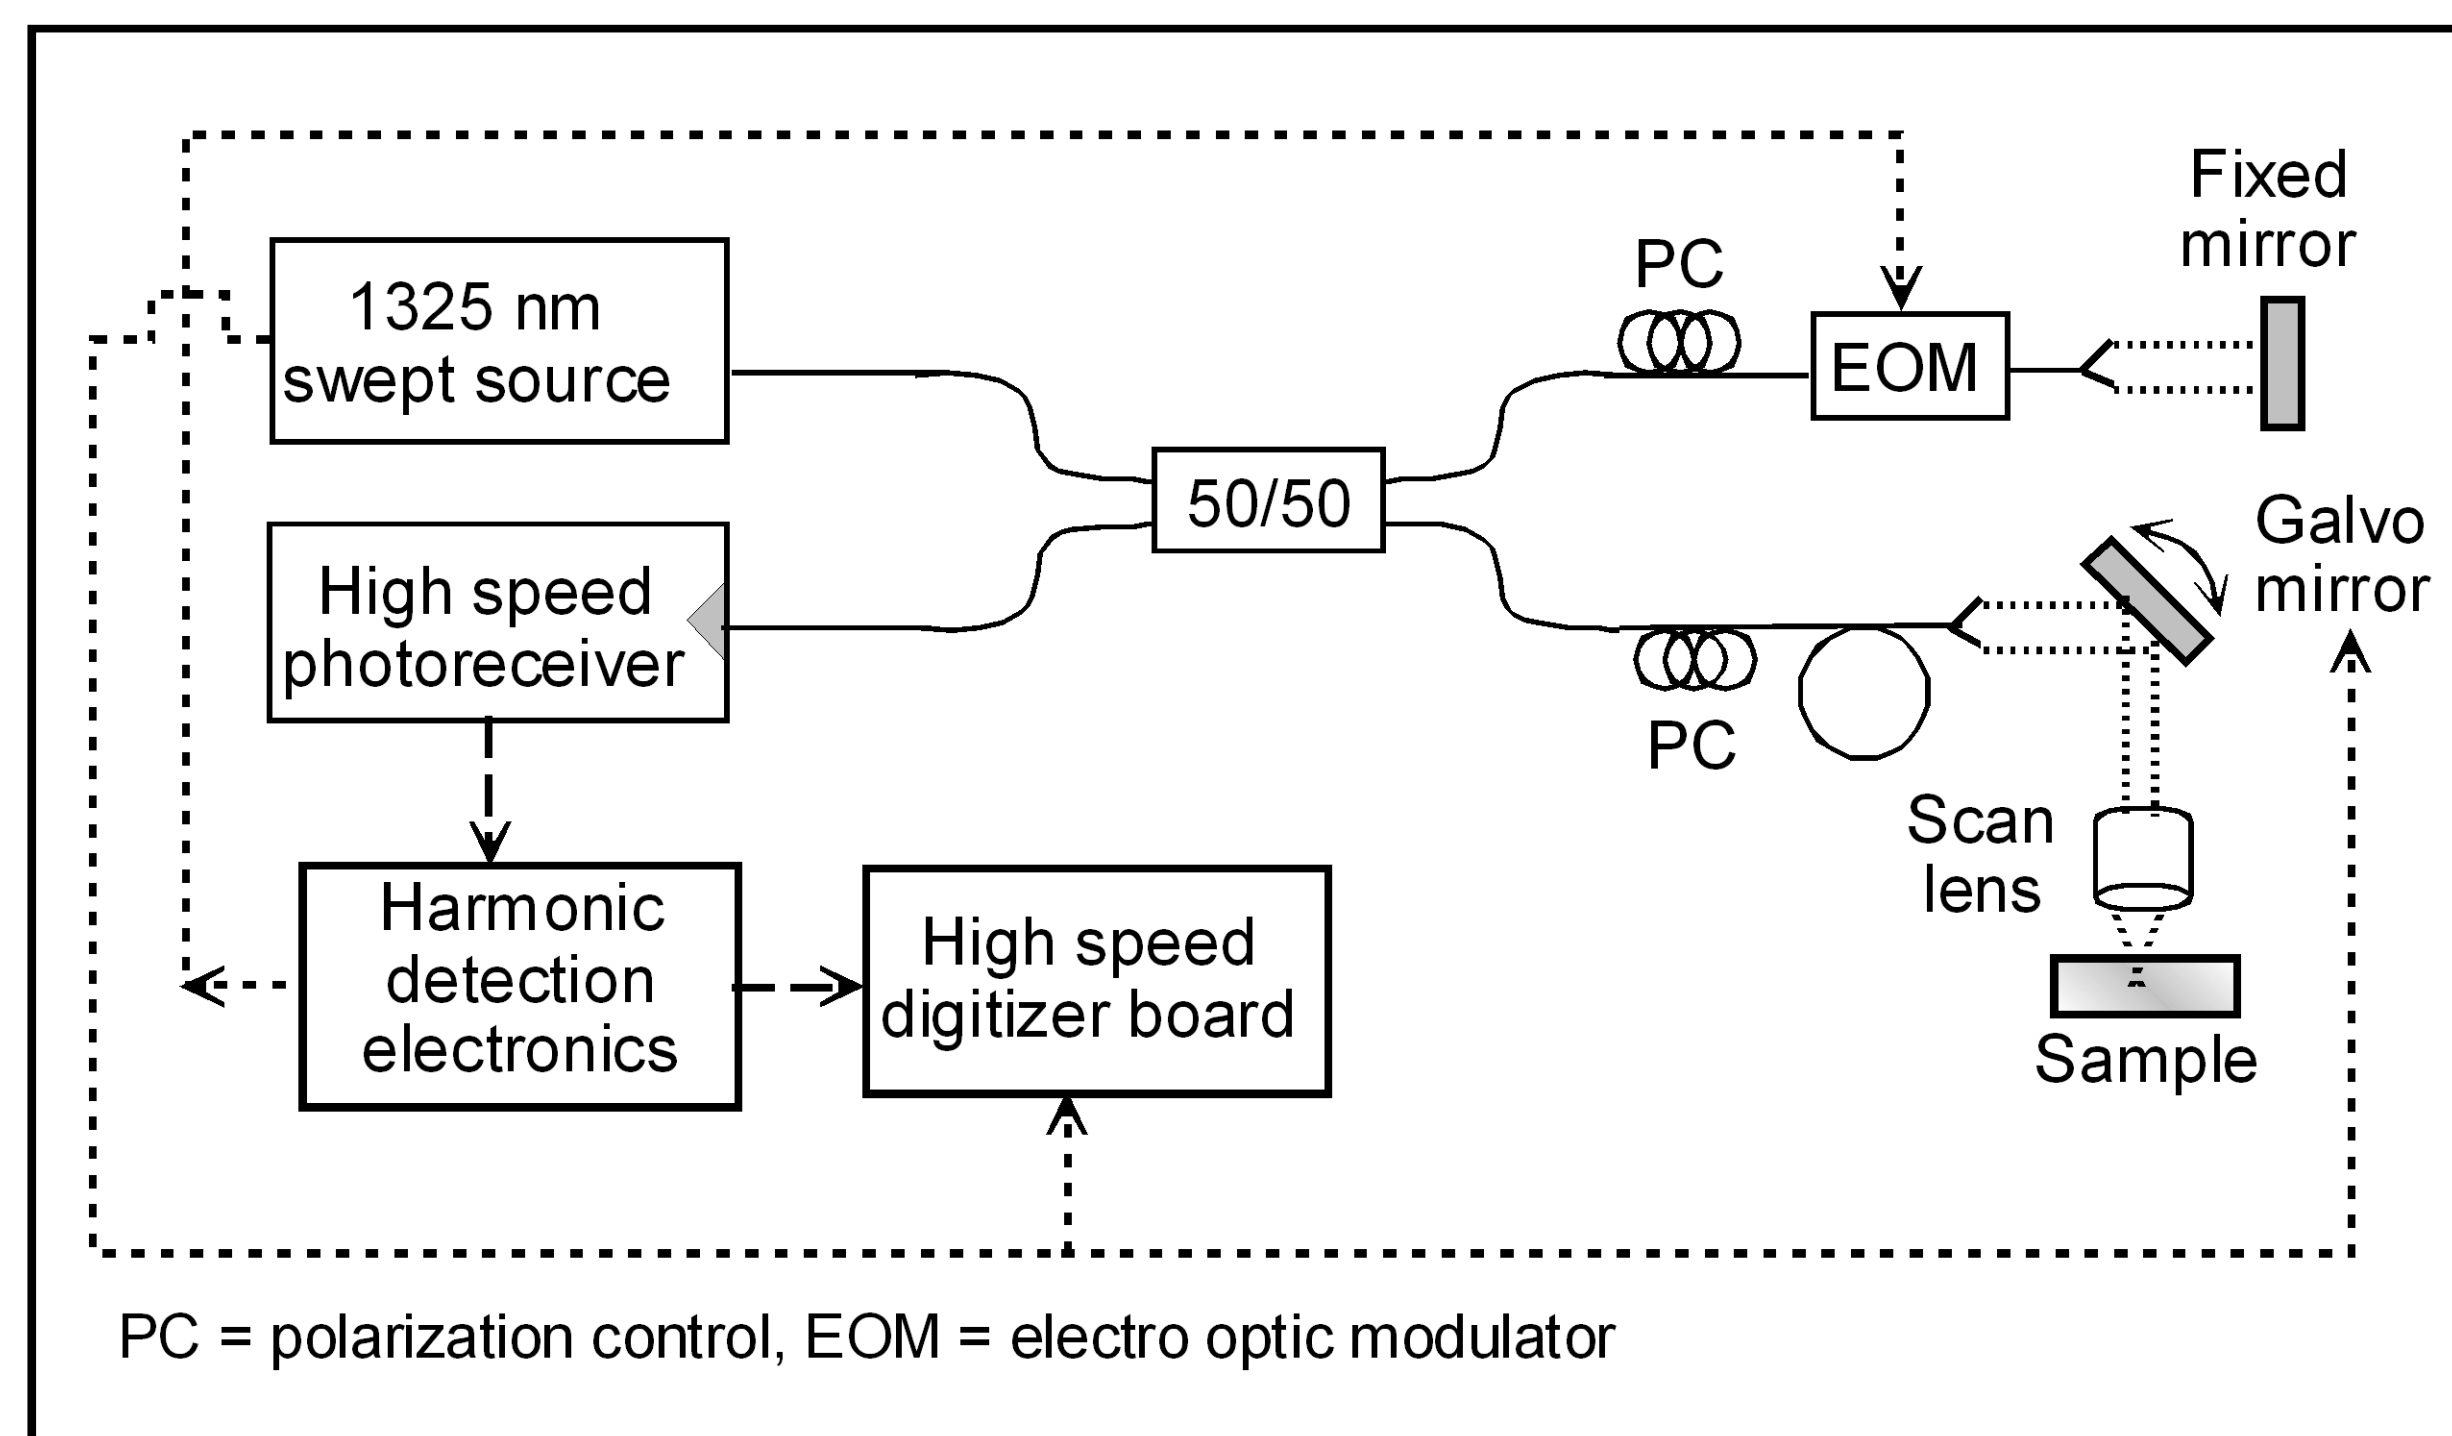 Fixed
mirror
PC
1325 nm
swept source
EOM
50/50
Galvo
mirror
High speed
photoreceiver
PC
Scan
lens
Harmonic
detection
electronics
High speed
digitizer board
Sample
PC = polarization control, EOM = electro optic modulator